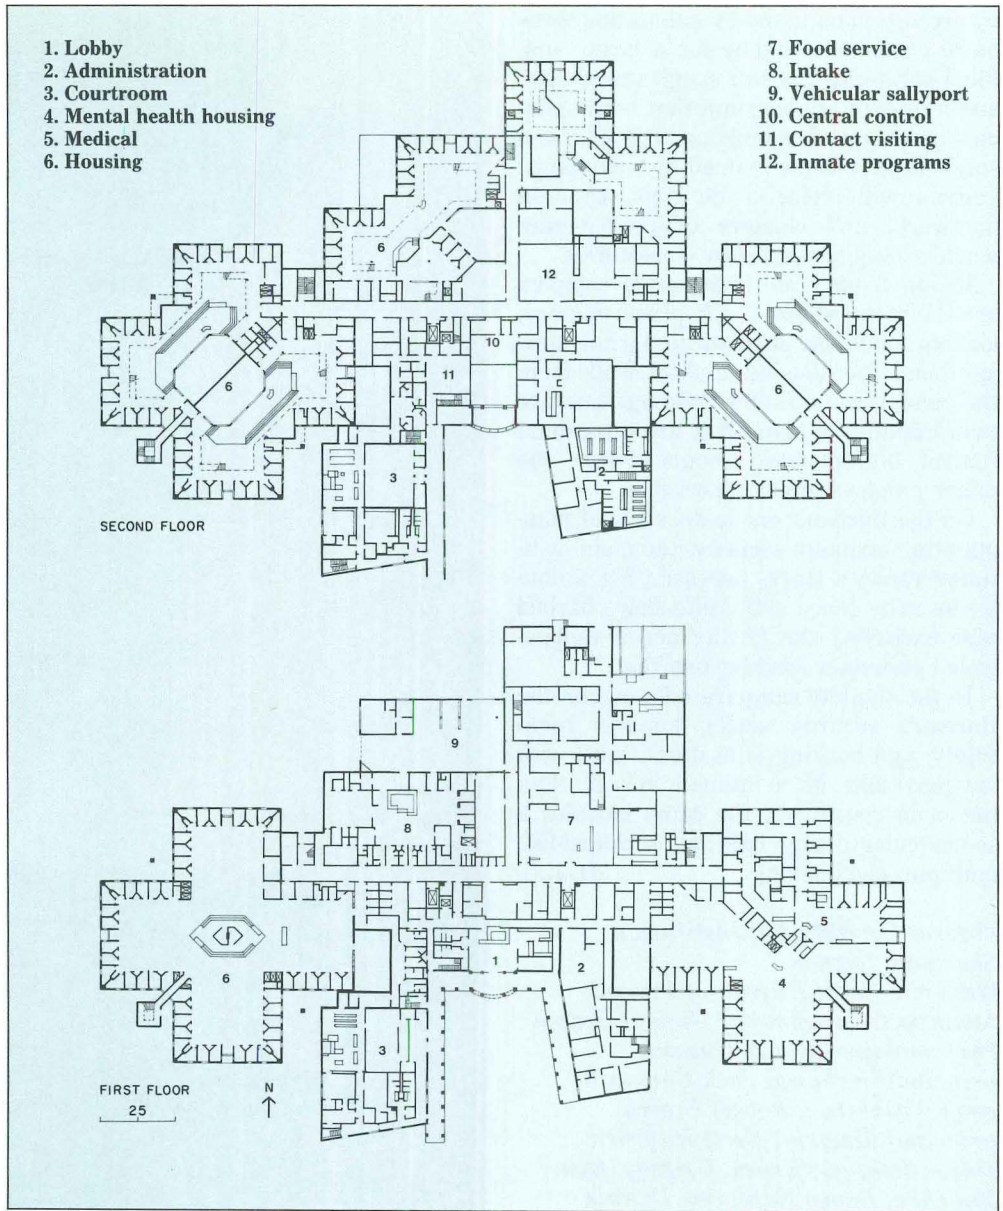 1. Lobby
2. Administration
3. Courtroom
4. Mental health housing
5. Medical
6. Housing
7. Food service
8. Intake
9. Vehicular sallyport
10. Central control
11. Contact visiting
12. Inmate programs
6
12
10
11
6
6
3
2
SECOND FLOOR
9
8
7
5
6
1
2
4
3
FIRST FLOOR
25
N